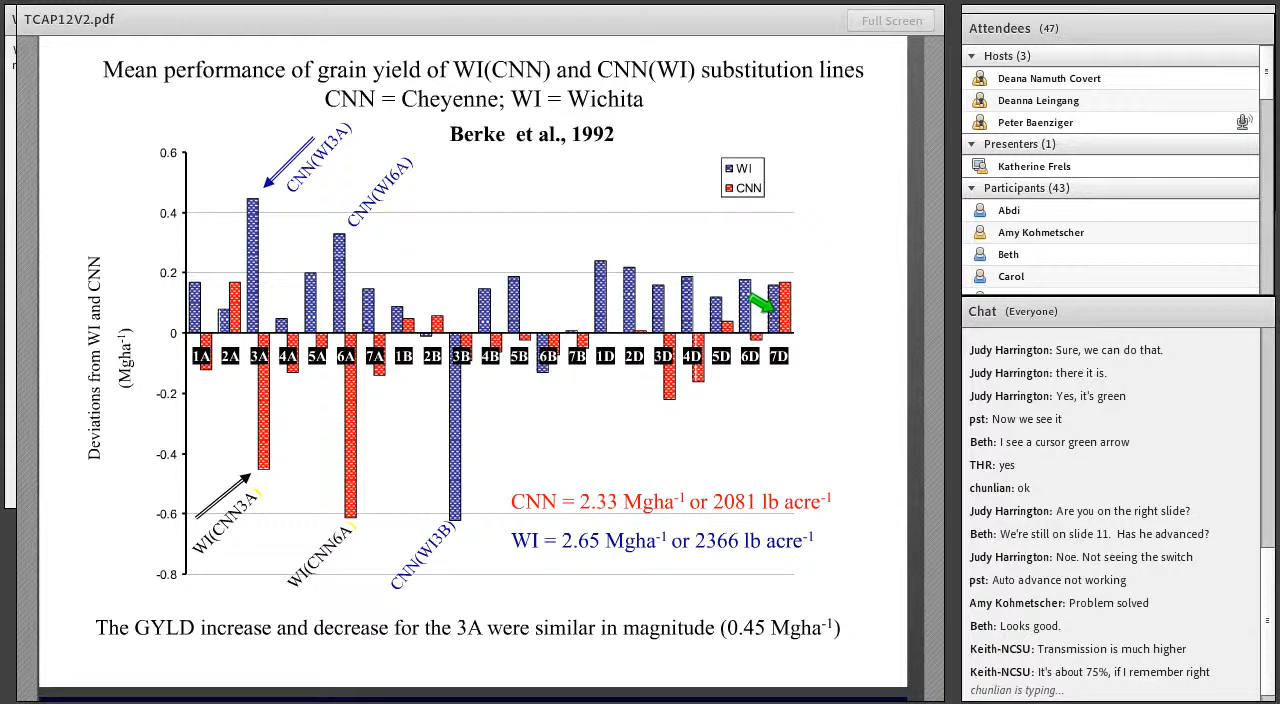 TCAP12V2.pdf
Full Screen
Mean performance of grain yield of WI(CNN) and CNN(WI) substitution lines
CNN = Cheyenne; WI = Wichita
Berke et al., 1992
CNN(WI3A)
CNN(WI6A)
WI
CNN
0.6
0.4
0.2
0
-0.2
-0.4
-0.6
-0.8
Deviations from WI and CNN
(Mgha-1)
1A 2A 3A 4A 5A 6A 7A 1B 2B 3B 4B 5B 6B 7B 1D 2D 3D 4D 5D 6D 7D
WI(CNN3A)
WI(CNN6A)
CNN(WI3B)
CNN = 2.33 Mgha-1 or 2081 lb acre-1
WI = 2.65 Mgha-1 or 2366 lb acre-1
The GYLD increase and decrease for the 3A were similar in magnitude (0.45 Mgha-1)
Attendees (47)
Hosts (3)
Deana Namuth Covert
Deanna Leingang
Peter Baenziger
Presenters (1)
Katherine Frels
Participants (43)
Abdi
Amy Kohmetscher
Beth
Carol
Chat (Everyone)
Judy Harrington: Sure, we can do that.
Judy Harrington: there it is.
Judy Harrington: Yes, it's green
pst: Now we see it
Beth: I see a cursor green arrow
THR: yes
chunlian: ok
Judy Harrington: Are you on the right slide?
Beth: We're still on slide 11. Has he advanced?
Judy Harrington: Noe. Not seeing the switch
pst: Auto advance not working
Amy Kohmetscher: Problem solved
Beth: Looks good.
Keith-NCSU: Transmission is much higher
Keith-NCSU: It's about 75%, if I remember right
chunlian is typing...